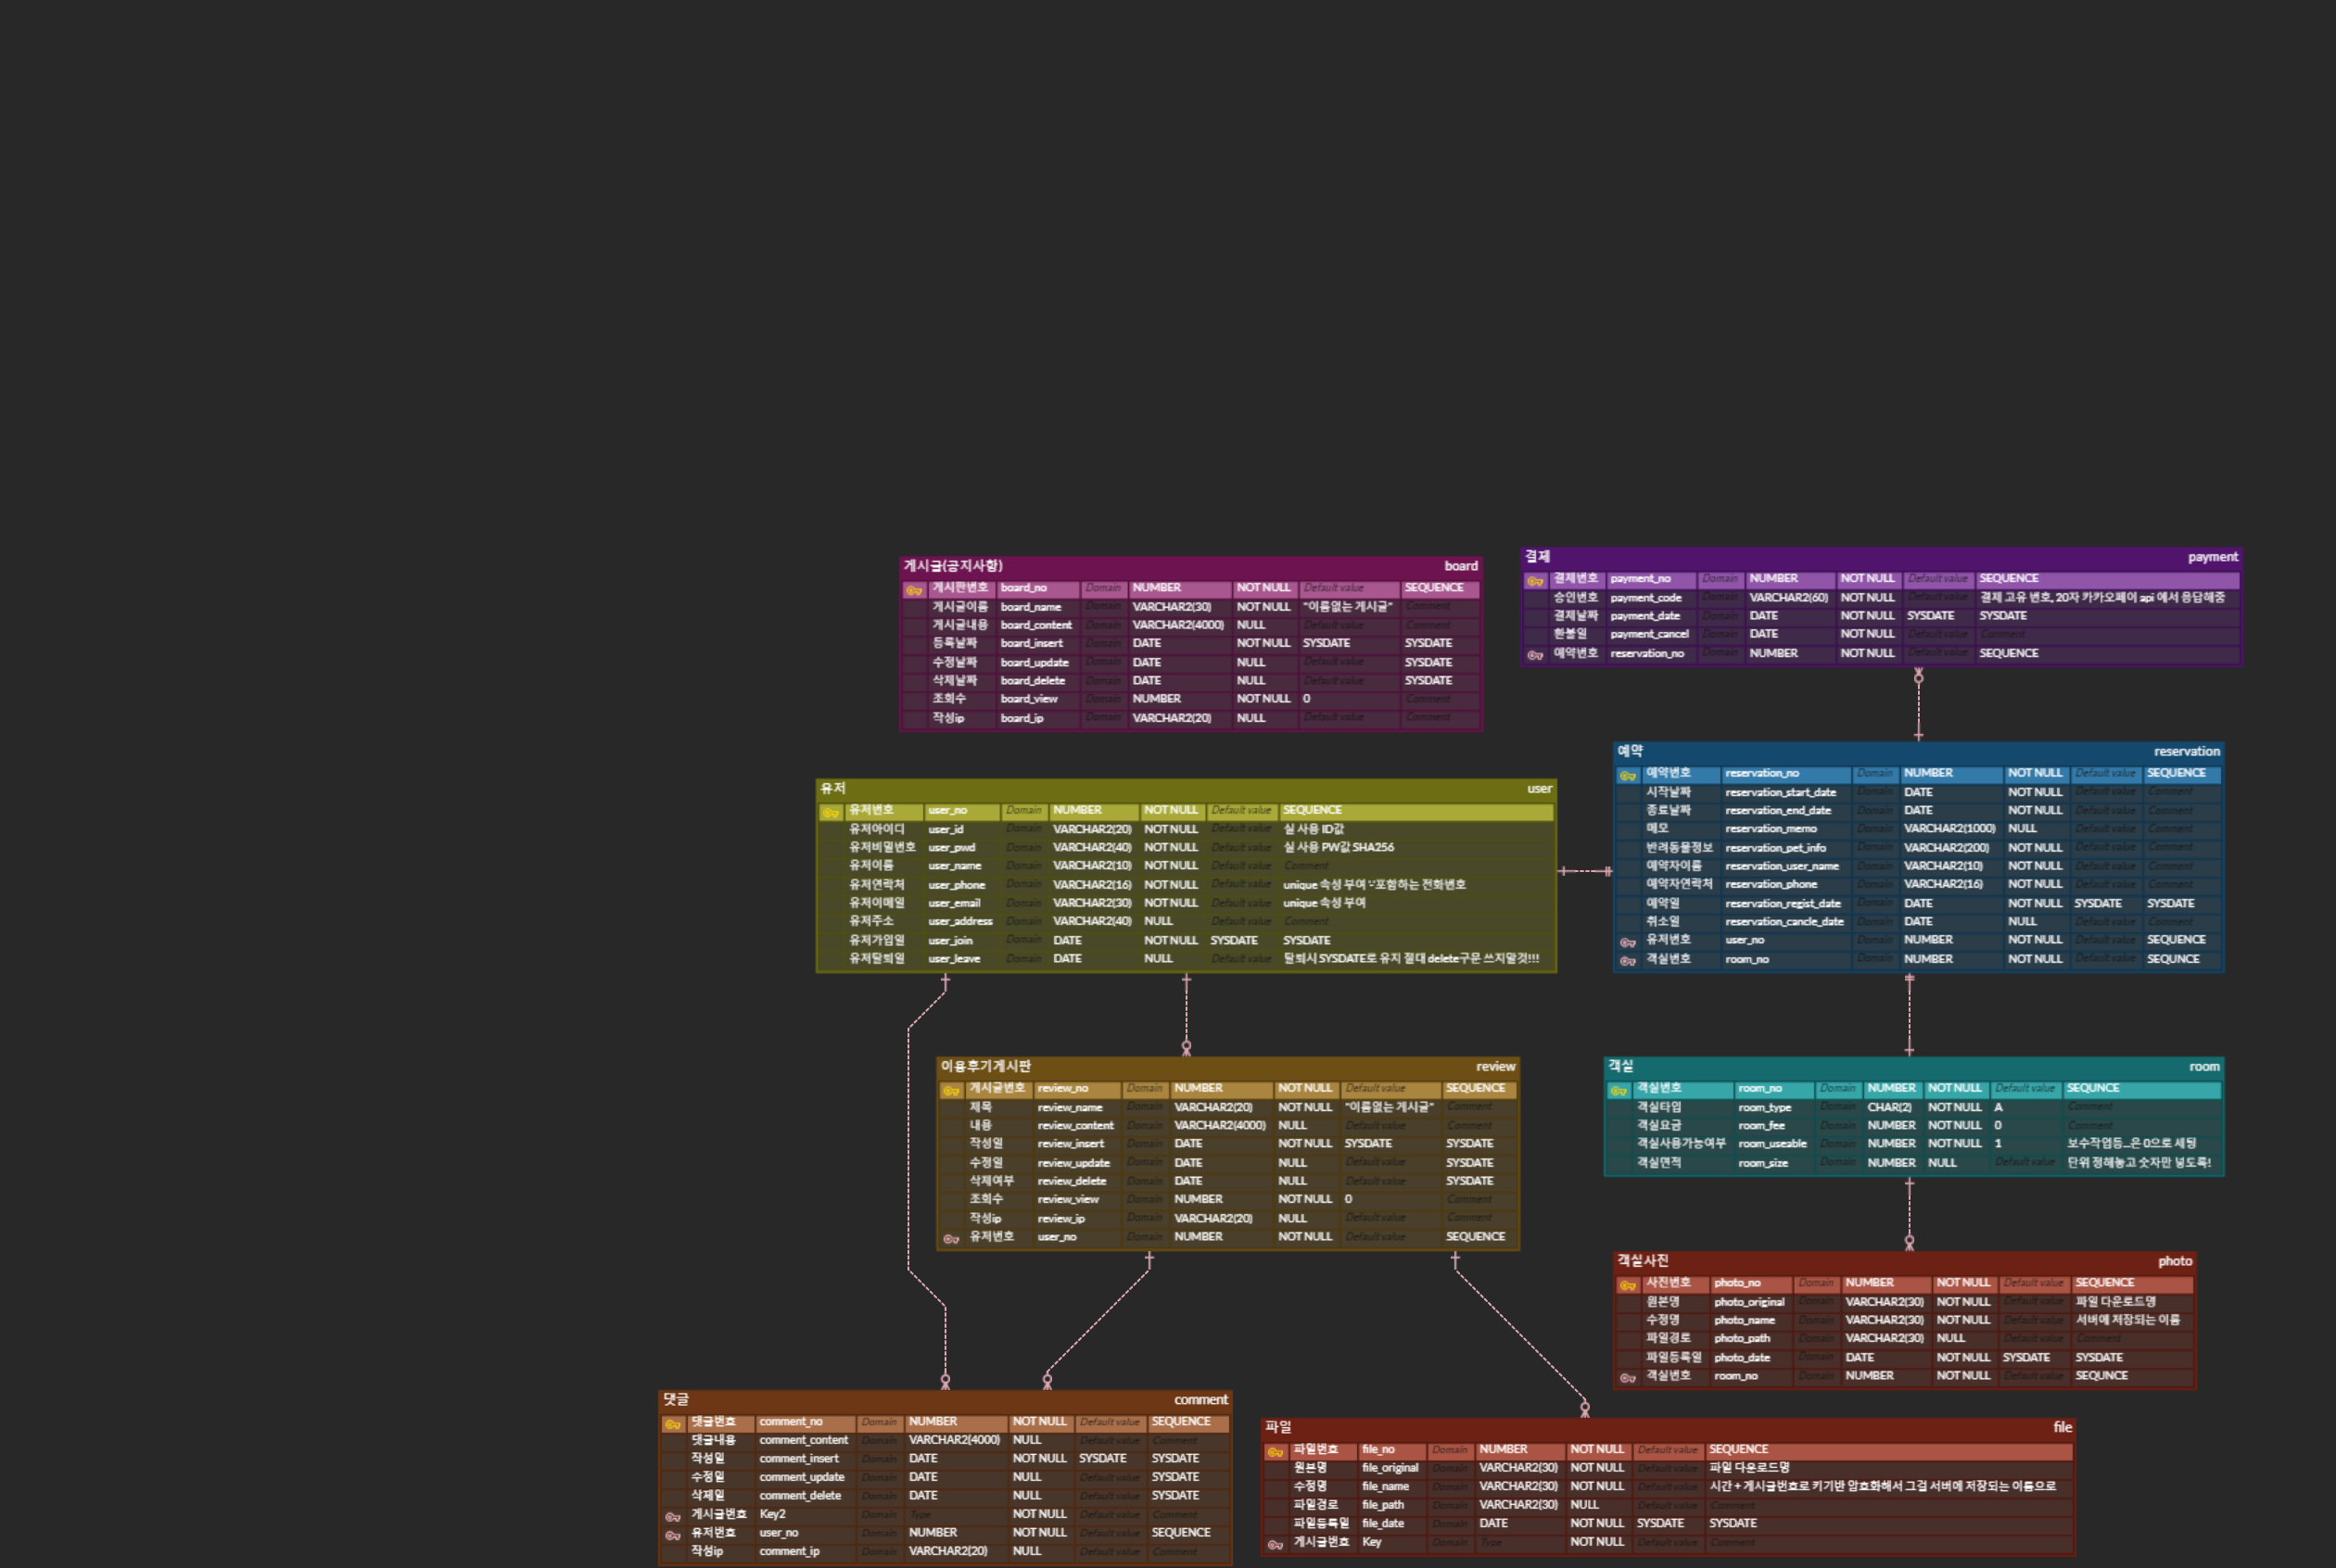 게시글(공지사항) board
게시판번호 board_no Domain NUMBER NOT NULL Default value SEQUENCE
게시글이름 board_name Domain VARCHAR2(30) NOT NULL "이름없는 게시글" Comment
게시글내용 board_content Domain VARCHAR2(4000) NULL Default value Comment
등록날짜 board_insert Domain DATE NOT NULL SYSDATE SYSDATE
수정날짜 board_update Domain DATE NULL Default value SYSDATE
삭제날짜 board_delete Domain DATE NULL Default value SYSDATE
조회수 board_view Domain NUMBER NOT NULL 0 Comment
작성ip board_ip Domain VARCHAR2(20) NULL Default value Comment
결제 payment
결제번호 payment_no Domain NUMBER NOT NULL Default value SEQUENCE
승인번호 payment_code Domain VARCHAR2(60) NOT NULL Default value 결제 고유 번호, 20자 카카오페이 api 에서 응답해줌
결제날짜 payment_date Domain DATE NOT NULL SYSDATE SYSDATE
환불일 payment_cancel Domain DATE NOT NULL Default value Comment
예약번호 reservation_no Domain NUMBER NOT NULL Default value SEQUENCE
유저 user
유저번호 user_no Domain NUMBER NOT NULL Default value SEQUENCE
유저아이디 user_id Domain VARCHAR2(20) NOT NULL Default value 실 사용 ID값
유저비밀번호 user_pwd Domain VARCHAR2(40) NOT NULL Default value 실 사용 PW값 SHA256
유저이름 user_name Domain VARCHAR2(10) NOT NULL Default value Comment
유저연락처 user_phone Domain VARCHAR2(16) NOT NULL Default value unique 속성 부여 '-'포함하는 전화번호
유저이메일 user_email Domain VARCHAR2(30) NOT NULL Default value unique 속성 부여
유저주소 user_address Domain VARCHAR2(40) NULL Default value Comment
유저가입일 user_join Domain DATE NOT NULL SYSDATE SYSDATE
유저탈퇴일 user_leave Domain DATE NULL Default value 탈퇴시 SYSDATE로 유지 절대 delete구문 쓰지말것!!!
예약 reservation
예약번호 reservation_no Domain NUMBER NOT NULL Default value SEQUENCE
시작날짜 reservation_start_date Domain DATE NOT NULL Default value Comment
종료날짜 reservation_end_date Domain DATE NOT NULL Default value Comment
메모 reservation_memo Domain VARCHAR2(1000) NULL Default value Comment
반려동물정보 reservation_pet_info Domain VARCHAR2(200) NOT NULL Default value Comment
예약자이름 reservation_user_name Domain VARCHAR2(10) NOT NULL Default value Comment
예약자연락처 reservation_phone Domain VARCHAR2(16) NOT NULL Default value Comment
예약일 reservation_regist_date Domain DATE NOT NULL SYSDATE SYSDATE
취소일 reservation_cancle_date Domain DATE NULL Default value Comment
유저번호 user_no Domain NUMBER NOT NULL Default value SEQUENCE
객실번호 room_no Domain NUMBER NOT NULL Default value SEQUNCE
이용후기게시판 review
게시글번호 review_no Domain NUMBER NOT NULL Default value SEQUENCE
제목 review_name Domain VARCHAR2(20) NOT NULL "이름없는 게시글" Comment
내용 review_content Domain VARCHAR2(4000) NULL Default value Comment
작성일 review_insert Domain DATE NOT NULL SYSDATE SYSDATE
수정일 review_update Domain DATE NULL Default value SYSDATE
삭제여부 review_delete Domain DATE NULL Default value SYSDATE
조회수 review_view Domain NUMBER NOT NULL 0 Comment
작성ip review_ip Domain VARCHAR2(20) NULL Default value Comment
유저번호 user_no Domain NUMBER NOT NULL Default value SEQUENCE
객실 room
객실번호 room_no Domain NUMBER NOT NULL Default value SEQUNCE
객실타입 room_type Domain CHAR(2) NOT NULL A Comment
객실요금 room_fee Domain NUMBER NOT NULL 0 Comment
객실사용가능여부 room_useable Domain NUMBER NOT NULL 1 보수작업등...은 0으로 세팅
객실면적 room_size Domain NUMBER NULL Default value 단위 정해놓고 숫자만 넣도록!
객실사진 photo
사진번호 photo_no Domain NUMBER NOT NULL Default value SEQUENCE
원본명 photo_original Domain VARCHAR2(30) NOT NULL Default value 파일 다운로드명
수정명 photo_name Domain VARCHAR2(30) NOT NULL Default value 서버에 저장되는 이름
파일경로 photo_path Domain VARCHAR2(30) NULL Default value Comment
파일등록일 photo_date Domain DATE NOT NULL SYSDATE SYSDATE
객실번호 room_no Domain NUMBER NOT NULL Default value SEQUNCE
댓글 comment
댓글번호 comment_no Domain NUMBER NOT NULL Default value SEQUENCE
댓글내용 comment_content Domain VARCHAR2(4000) NULL Default value Comment
작성일 comment_insert Domain DATE NOT NULL SYSDATE SYSDATE
수정일 comment_update Domain DATE NULL Default value SYSDATE
삭제일 comment_delete Domain DATE NULL Default value SYSDATE
게시글번호 Key2 Domain Type NOT NULL Default value Comment
유저번호 user_no Domain NUMBER NOT NULL Default value SEQUENCE
작성ip comment_ip Domain VARCHAR2(20) NULL Default value Comment
파일 file
파일번호 file_no Domain NUMBER NOT NULL Default value SEQUENCE
원본명 file_original Domain VARCHAR2(30) NOT NULL Default value 파일 다운로드명
수정명 file_name Domain VARCHAR2(30) NOT NULL Default value 시간 + 게시글번호로 키기반 암호화해서 그걸 서버에 저장되는 이름으로
파일경로 file_path Domain VARCHAR2(30) NULL Default value Comment
파일등록일 file_date Domain DATE NOT NULL SYSDATE SYSDATE
게시글번호 Key Domain Type NOT NULL Default value Comment